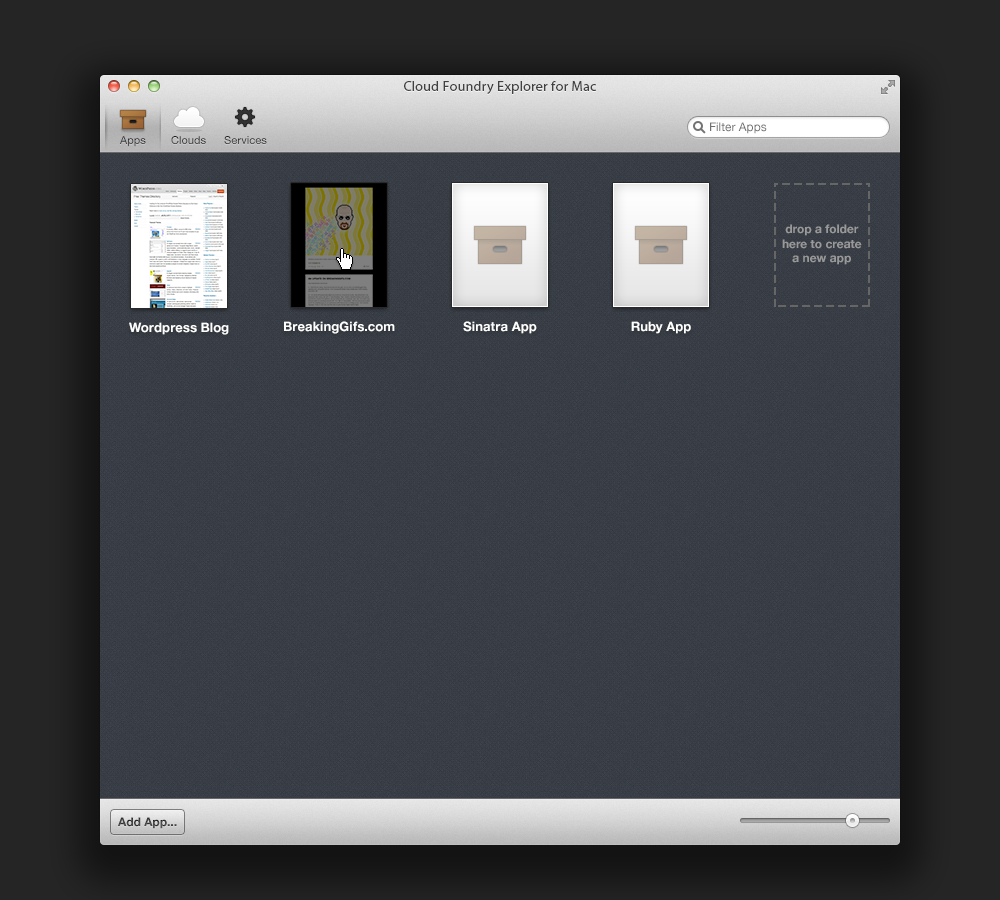 Cloud Foundry Explorer for Mac
Apps
Clouds
Services
Filter Apps
drop a folder
here to create
a new app
Wordpress Blog
BreakingGifs.com
Sinatra App
Ruby App
Add App...